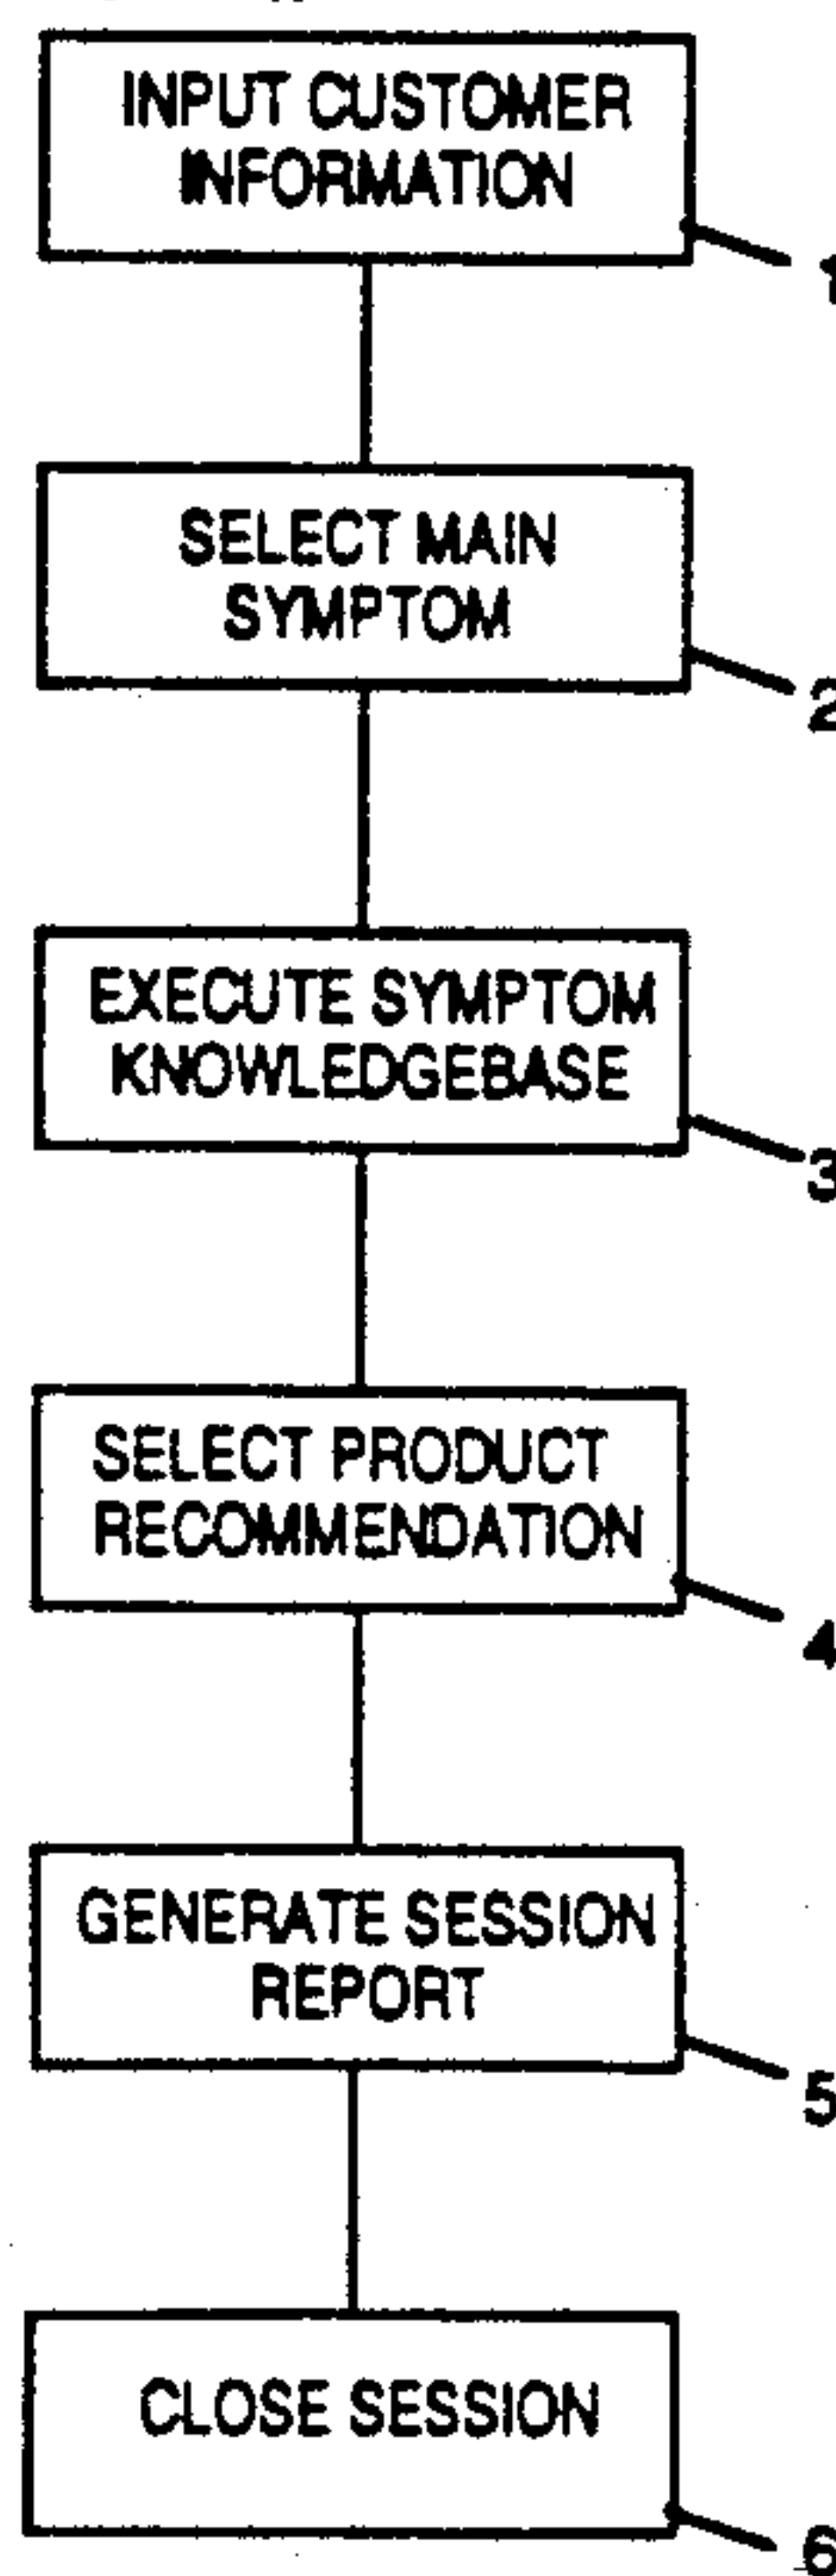 INPUT CUSTOMER
INFORMATION
1
SELECT MAIN
SYMPTOM
2
EXECUTE SYMPTOM
KNOWLEDGEBASE
3
SELECT PRODUCT
RECOMMENDATION
4
GENERATE SESSION
REPORT
5
CLOSE SESSION
6